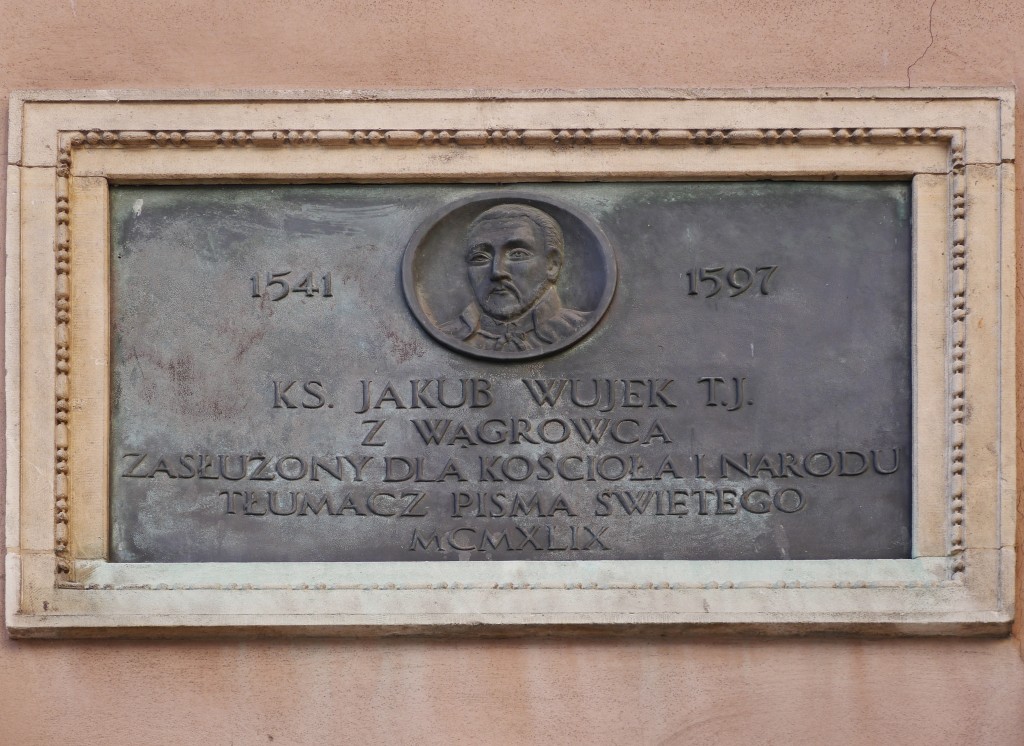 1541 1597
KS. JAKUB WUJEK T.J.
Z WĄGROWCA
ZASŁUŻONY DLA KOŚCIOŁA I NARODU
TŁUMACZ PISMA ŚWIĘTEGO
MCMXLIX